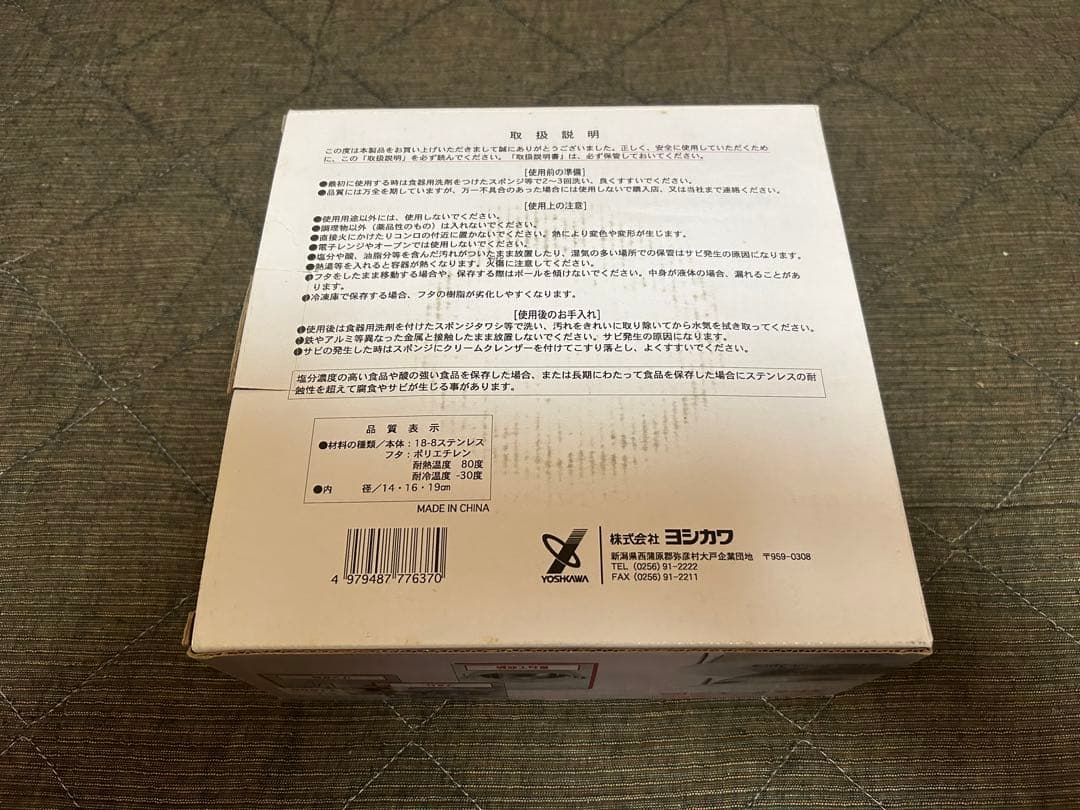 取扱説明
この度は本製品をお買い上げいただきまして誠にありがとうございました。正しく、安全に使用していただくため
に、この「取扱説明」を必ず読んでください。「取扱説明書」は、必ず保管しておいてください。
[使用前の準備]
●最初に使用する時は食器用洗剤をつけたスポンジ等で2～3回洗い、良くすすいでください。
●品質には万全を期していますが、万一不具合のあった場合には使用しないで購入店、又は当社まで連絡ください。
[使用上の注意]
●使用用途以外には、使用しないでください。
●調理物以外（薬品性のもの）は入れないでください。
●直接火にかけたりコンロの付近に置かないでください。熱により変色や変形が生じます。
●電子レンジやオーブンでは使用しないでください。
●塩分や酸、油脂分等を含んだ汚れがついたまま放置したり、湿気の多い場所での保管はサビ発生の原因になります。
●熱湯等を入れると容器が熱くなります。火傷に注意してください。
●フタをしたまま移動する場合や、保存する際はボールを傾けないでください。中身が液体の場合、漏れることがあ
ります。
●冷凍庫で保存する場合、フタの樹脂が劣化しやすくなります。
[使用後のお手入れ]
●使用後は食器用洗剤を付けたスポンジタワシ等で洗い、汚れをきれいに取り除いてから水気を拭き取ってください。
●鉄やアルミ等異なった金属と接触したまま放置しないでください。サビ発生の原因になります。
●サビの発生した時はスポンジにクリームクレンザーを付けてこすり落とし、よくすすいでください。
塩分濃度の高い食品や酸の強い食品を保存した場合、または長期にわたって食品を保存した場合にステンレスの耐
蝕性を超えて腐食やサビが生じる事があります。
品質表示
●材料の種類／本体：18-8ステンレス
フタ：ポリエチレン
耐熱温度 80度
耐冷温度 -30度
●内 径／14・16・19㎝
MADE IN CHINA
4 979487 776370
YOSHIKAWA
株式会社 ヨシカワ
新潟県西蒲原郡弥彦村大戸企業団地 〒959-0308
TEL (0256) 91-2222
FAX (0256) 91-2211